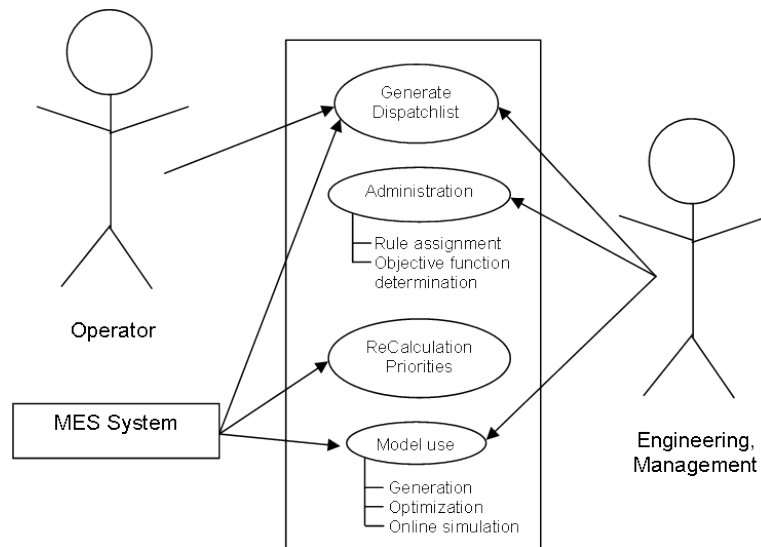 Generate
Dispatchlist
Administration
Rule assignment
Objective function
determination
Operator
ReCalculation
Priorities
MES System
Model use
Engineering,
Management
Generation
Optimization
Online simulation